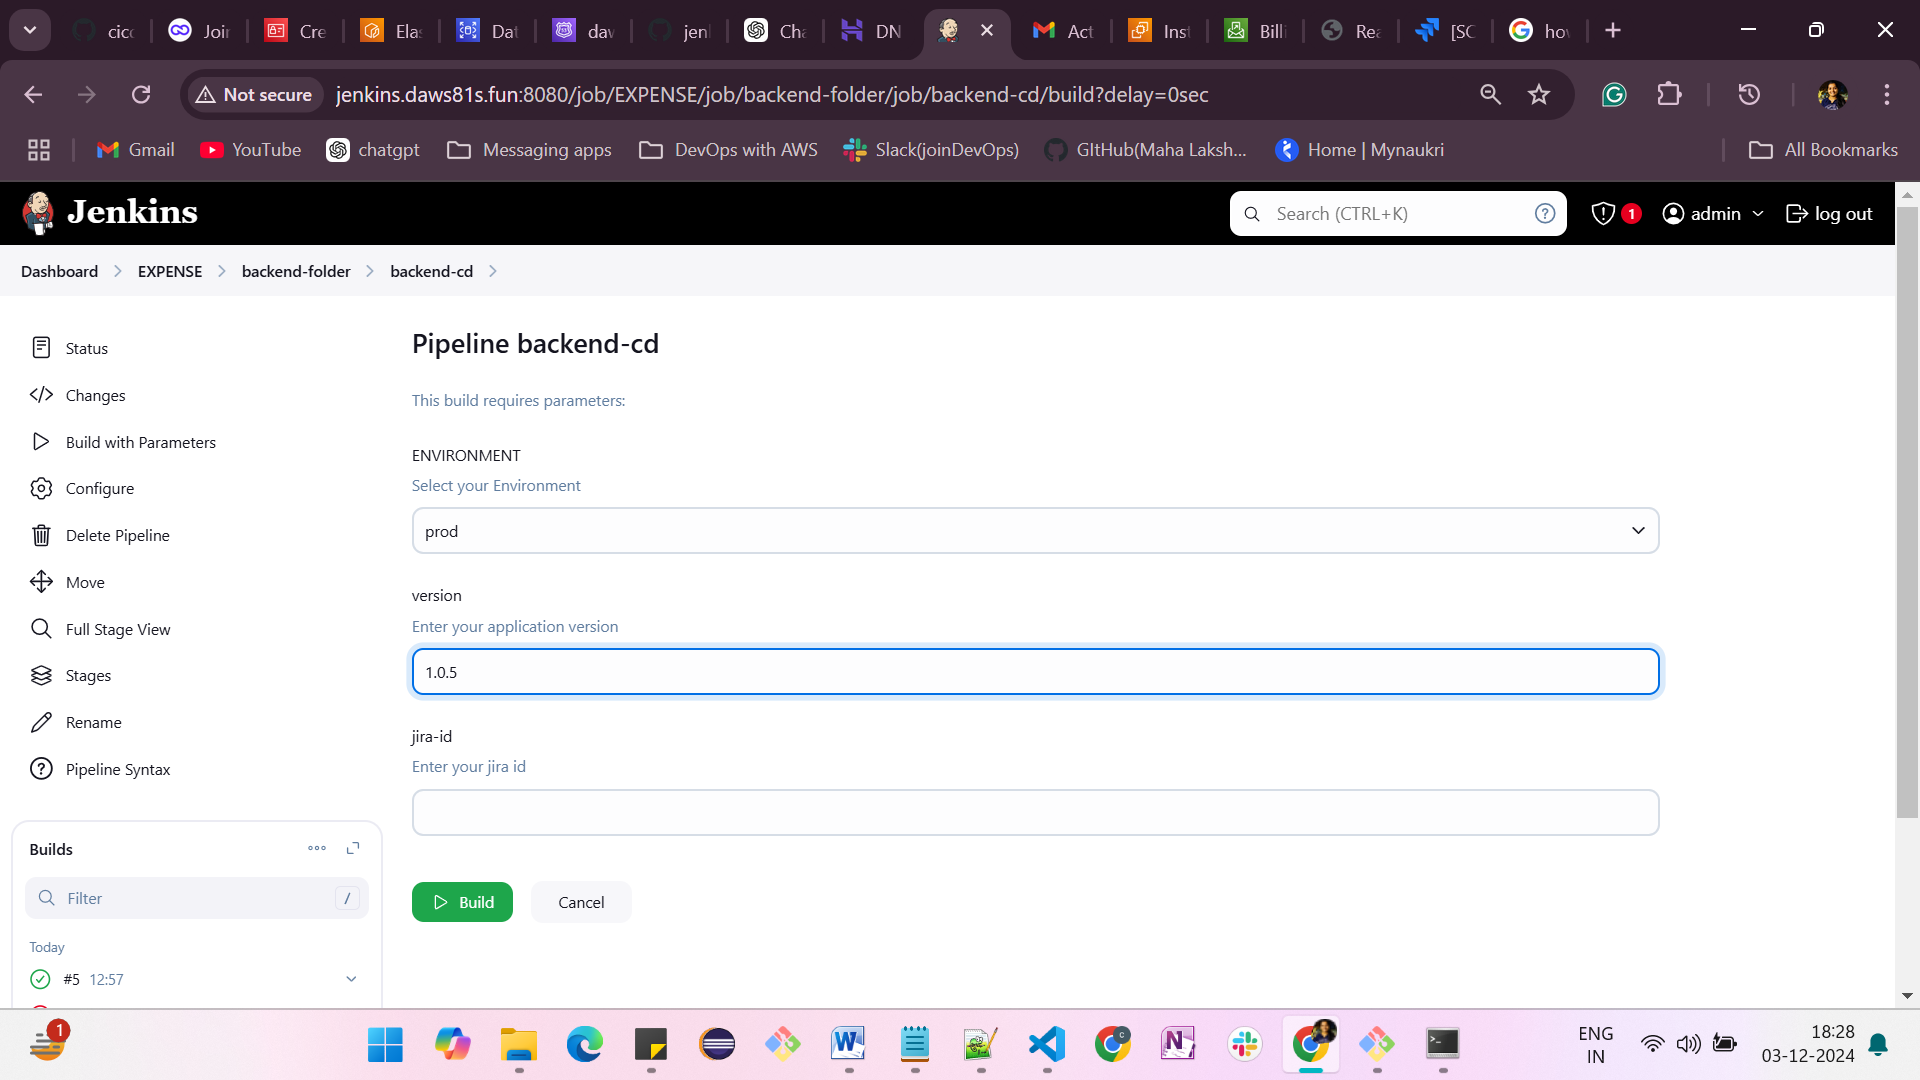 cicc
Join
Cre
Elas
Dat
daw
jenk
Cha
DN
Act
Inst
Billi
Rea
[SC
how
Not secure
jenkins.daws81s.fun:8080/job/EXPENSE/job/backend-folder/job/backend-cd/build?delay=0sec
Gmail
YouTube
chatgpt
Messaging apps
DevOps with AWS
Slack(joinDevOps)
GItHub(Maha Laksh...
Home | Mynaukri
All Bookmarks
Jenkins
Search (CTRL+K)
1
admin
log out
Dashboard
EXPENSE
backend-folder
backend-cd
Status
Changes
Build with Parameters
Configure
Delete Pipeline
Move
Full Stage View
Stages
Rename
Pipeline Syntax
Pipeline backend-cd
This build requires parameters:
ENVIRONMENT
Select your Environment
prod
version
Enter your application version
1.0.5
jira-id
Enter your jira id
Build
Cancel
Builds
Filter
/
Today
#5 12:57
1
ENG
IN
18:28
03-12-2024